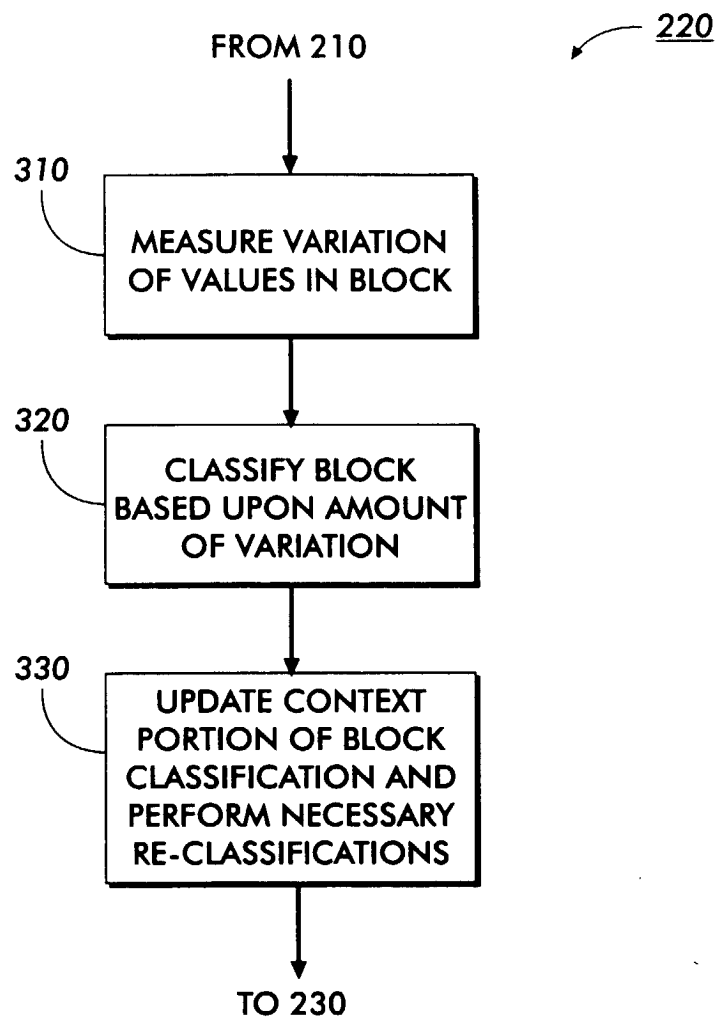 220
FROM 210
310
MEASURE VARIATION
OF VALUES IN BLOCK
320
CLASSIFY BLOCK
BASED UPON AMOUNT
OF VARIATION
330
UPDATE CONTEXT
PORTION OF BLOCK
CLASSIFICATION AND
PERFORM NECESSARY
RE-CLASSIFICATIONS
TO 230